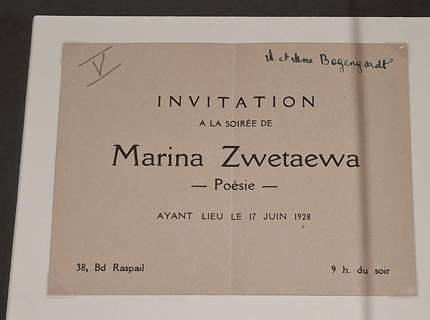 V
M. et Mme Bogengardt
INVITATION
A LA SOIRÉE DE
Marina Zwetaewa
— Poésie —
AYANT LIEU LE 17 JUIN 1928
38, Bd Raspail 9 h. du soir